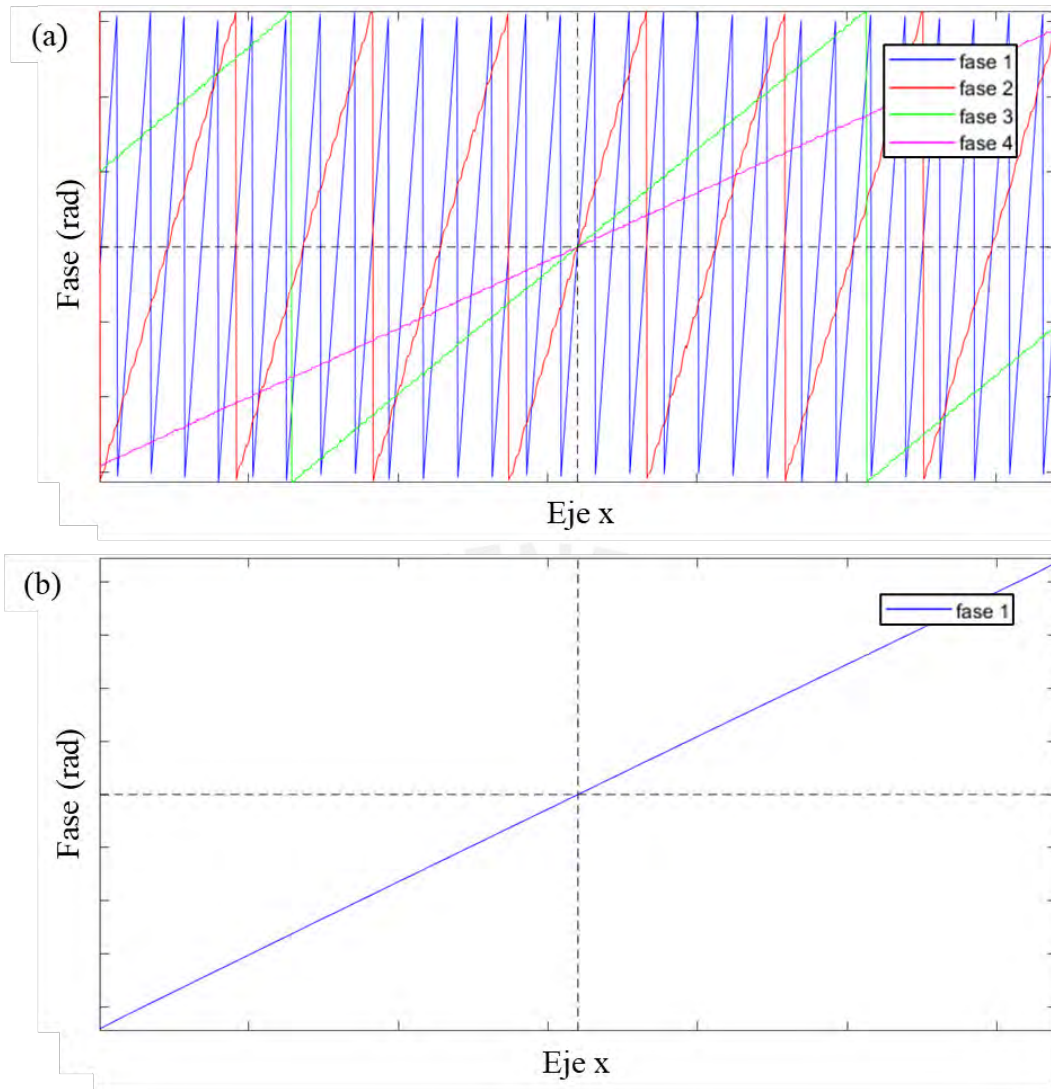 (a)
fase 1
fase 2
fase 3
fase 4
Fase (rad)
Eje x
(b)
fase 1
Fase (rad)
Eje x